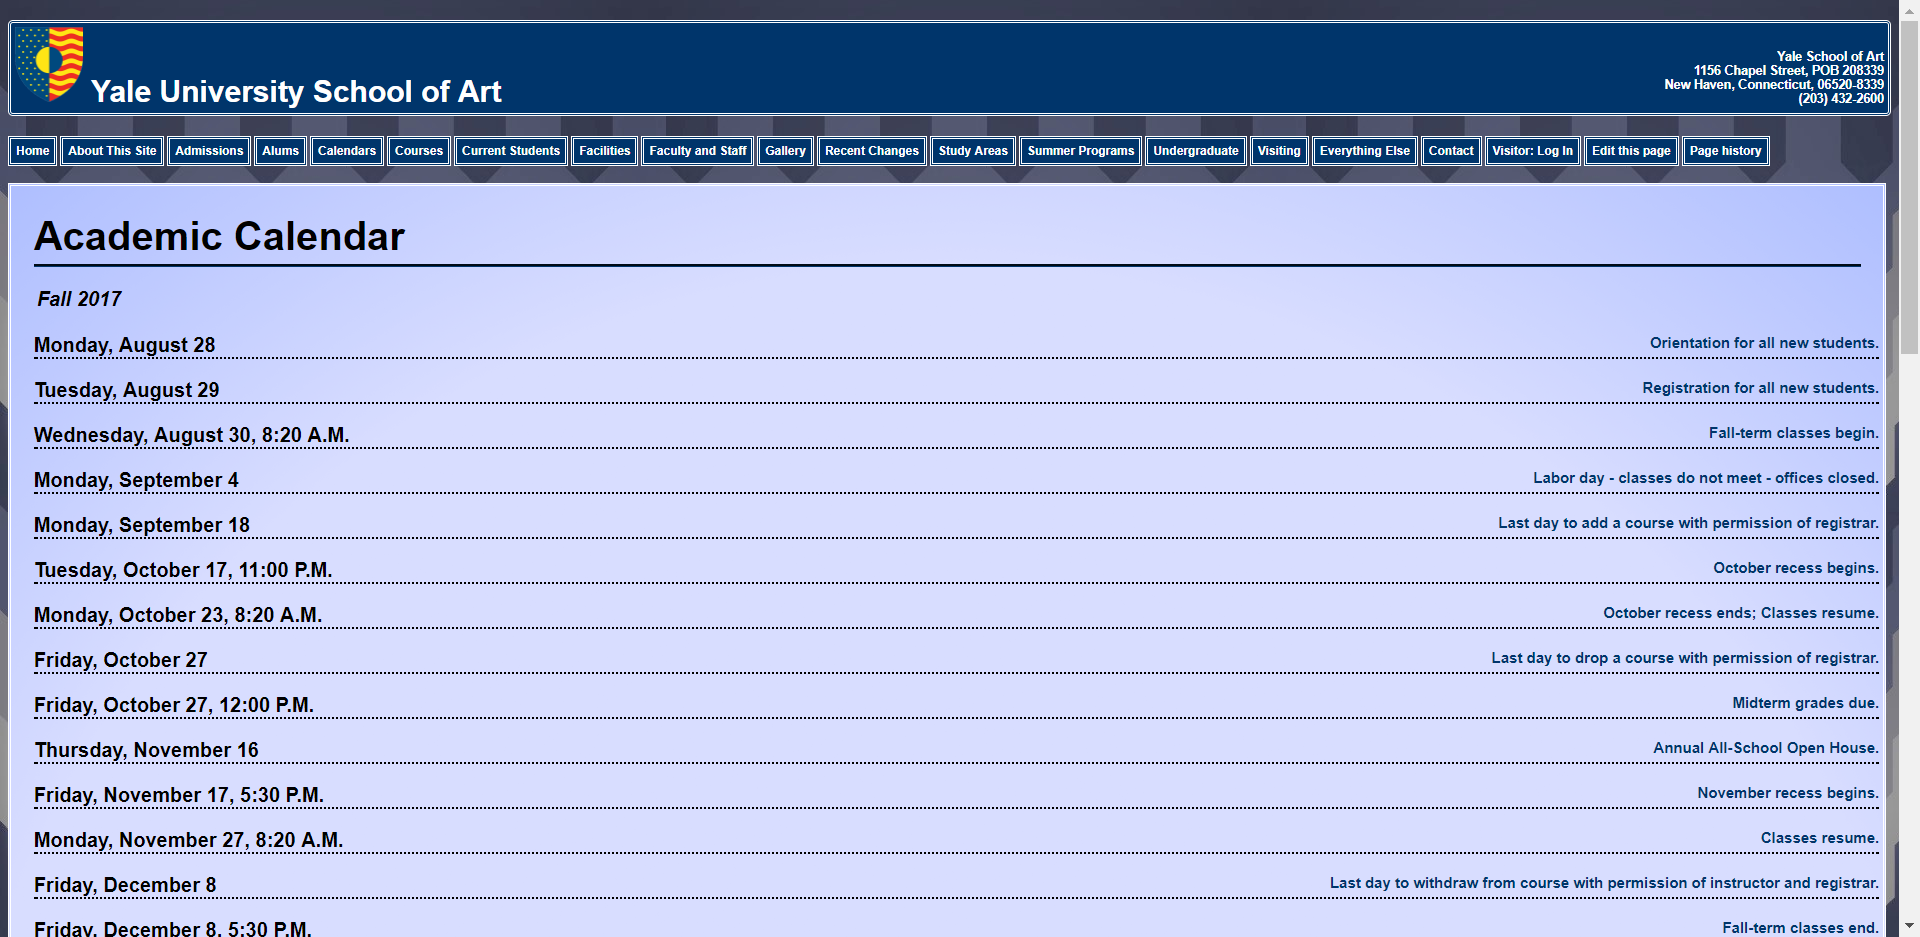 Yale University School of Art
Yale School of Art
1156 Chapel Street, POB 208339
New Haven, Connecticut, 06520-8339
(203) 432-2600
Home About This Site Admissions Alums Calendars Courses Current Students Facilities Faculty and Staff Gallery Recent Changes Study Areas Summer Programs Undergraduate Visiting Everything Else Contact Visitor: Log In Edit this page Page history
Academic Calendar
Fall 2017
Monday, August 28 Orientation for all new students.
Tuesday, August 29 Registration for all new students.
Wednesday, August 30, 8:20 A.M. Fall-term classes begin.
Monday, September 4 Labor day - classes do not meet - offices closed.
Monday, September 18 Last day to add a course with permission of registrar.
Tuesday, October 17, 11:00 P.M. October recess begins.
Monday, October 23, 8:20 A.M. October recess ends; Classes resume.
Friday, October 27 Last day to drop a course with permission of registrar.
Friday, October 27, 12:00 P.M. Midterm grades due.
Thursday, November 16 Annual All-School Open House.
Friday, November 17, 5:30 P.M. November recess begins.
Monday, November 27, 8:20 A.M. Classes resume.
Friday, December 8 Last day to withdraw from course with permission of instructor and registrar.
Friday, December 8, 5:30 P.M. Fall-term classes end.